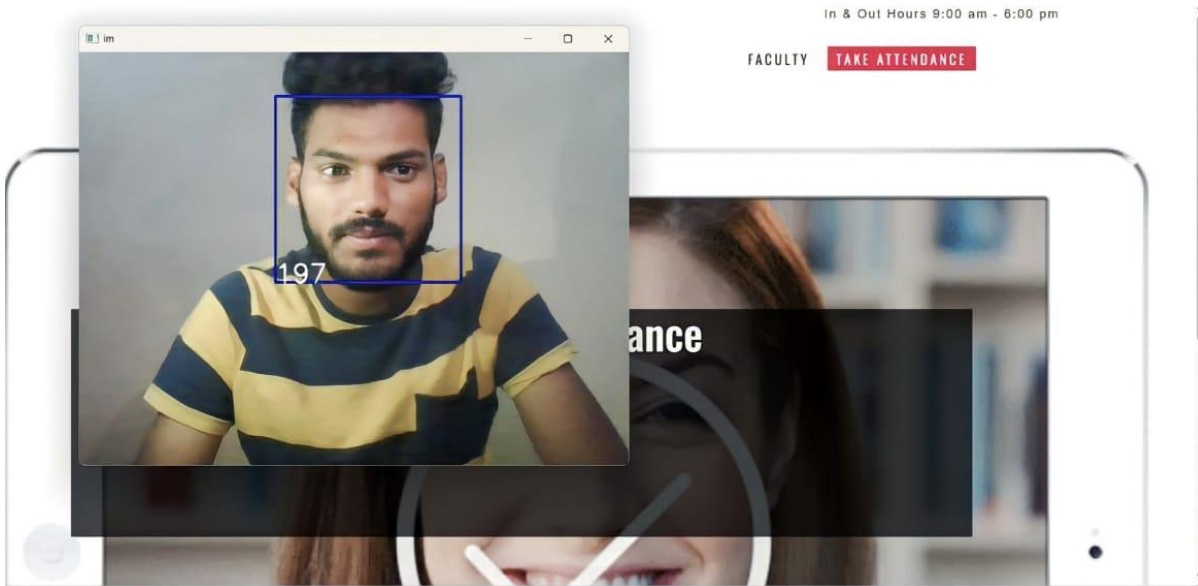 In & Out Hours 9:00 am - 6:00 pm
im
FACULTY TAKE ATTENDANCE
197
ance